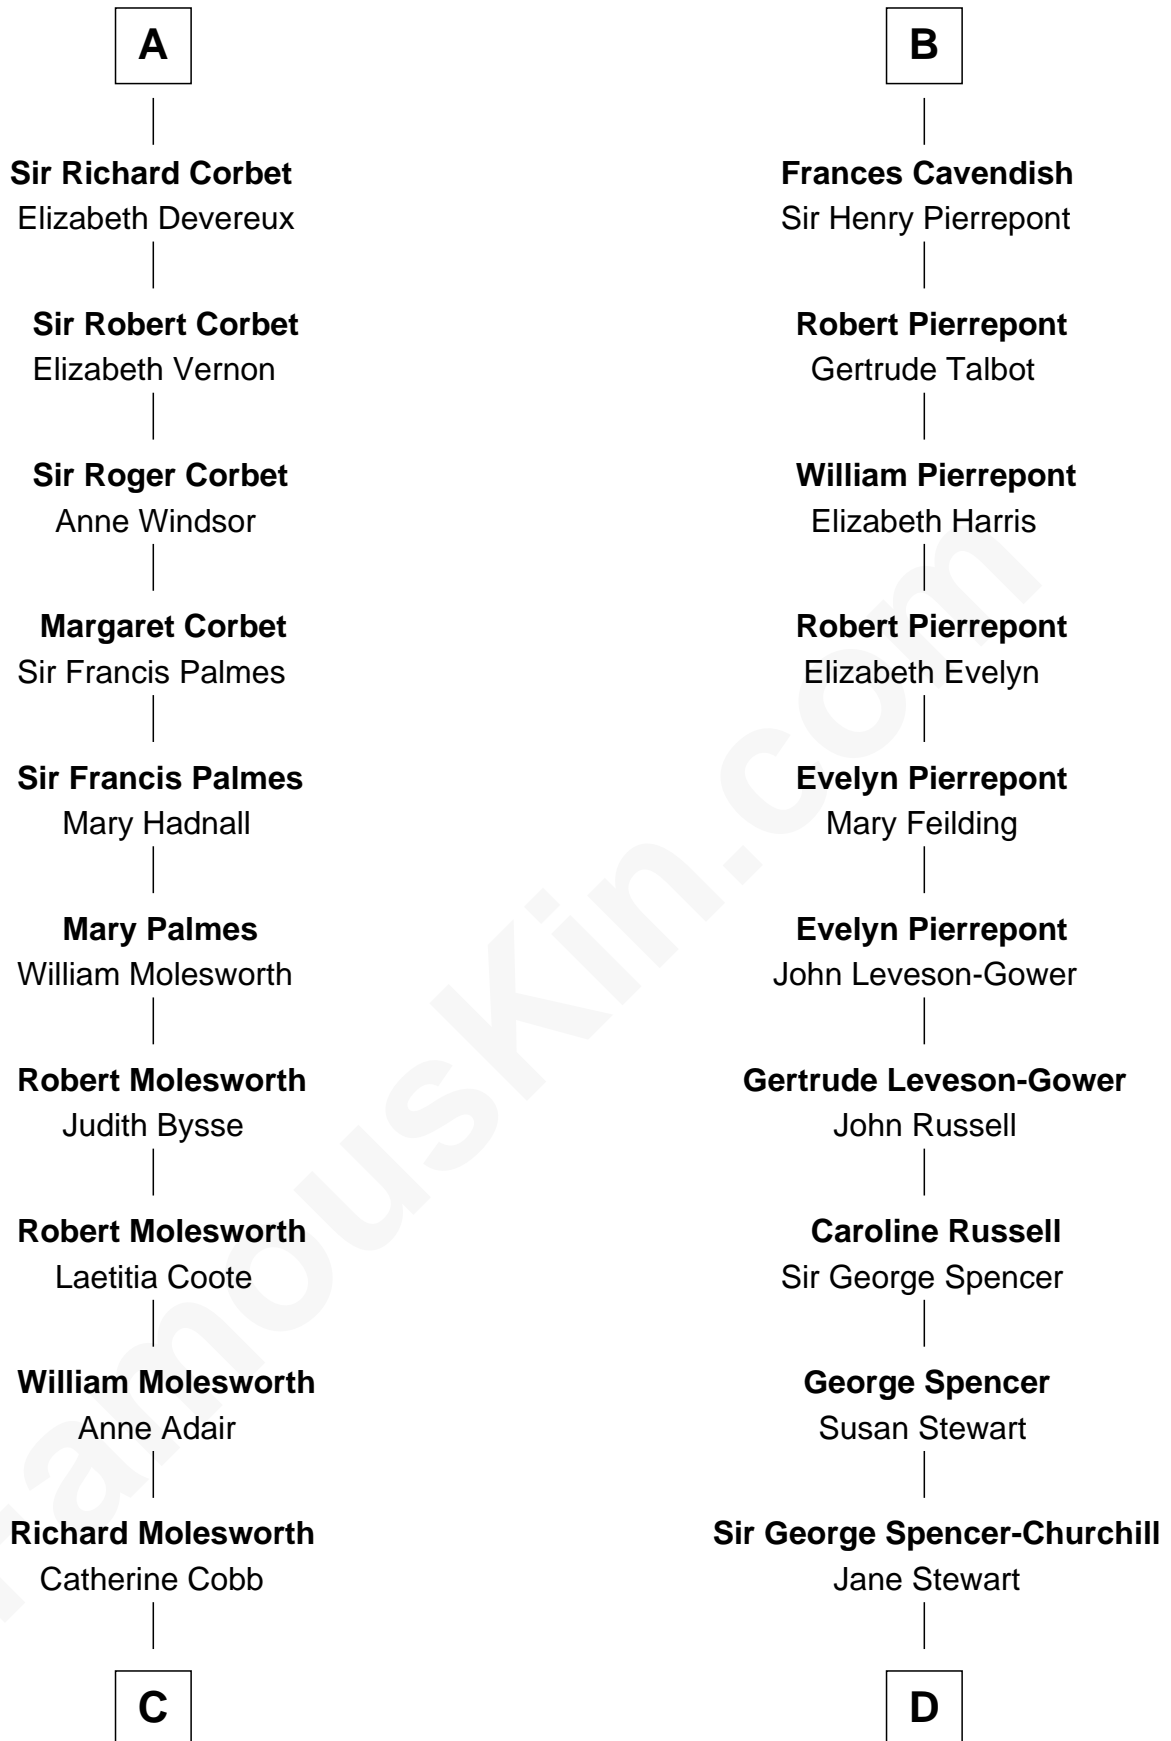 A
Sir Richard Corbet
Elizabeth Devereux
Sir Robert Corbet
Elizabeth Vernon
Sir Roger Corbet
Anne Windsor
Margaret Corbet
Sir Francis Palmes
Sir Francis Palmes
Mary Hadnall
Mary Palmes
William Molesworth
Robert Molesworth
Judith Bysse
Robert Molesworth
Laetitia Coote
William Molesworth
Anne Adair
Richard Molesworth
Catherine Cobb
C
B
Frances Cavendish
Sir Henry Pierrepont
Robert Pierrepont
Gertrude Talbot
William Pierrepont
Elizabeth Harris
Robert Pierrepont
Elizabeth Evelyn
Evelyn Pierrepont
Mary Feilding
Evelyn Pierrepont
John Leveson-Gower
Gertrude Leveson-Gower
John Russell
Caroline Russell
Sir George Spencer
George Spencer
Susan Stewart
Sir George Spencer-Churchill
Jane Stewart
D
FamousKin.com